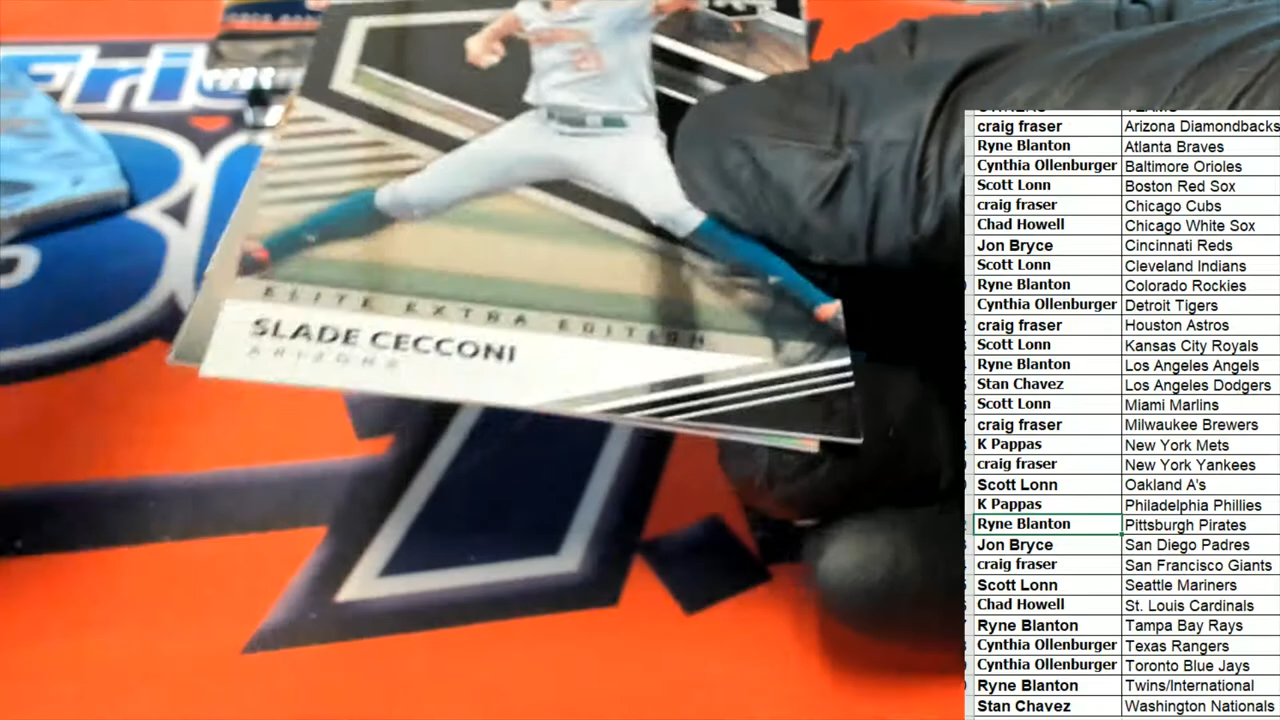 Fri
ELITE EXTRA EDITION
SLADE CECCONI
ARIZONA
OWNERS TEAMS
craig fraser Arizona Diamondbacks
Ryne Blanton Atlanta Braves
Cynthia Ollenburger Baltimore Orioles
Scott Lonn Boston Red Sox
craig fraser Chicago Cubs
Chad Howell Chicago White Sox
Jon Bryce Cincinnati Reds
Scott Lonn Cleveland Indians
Ryne Blanton Colorado Rockies
Cynthia Ollenburger Detroit Tigers
craig fraser Houston Astros
Scott Lonn Kansas City Royals
Ryne Blanton Los Angeles Angels
Stan Chavez Los Angeles Dodgers
Scott Lonn Miami Marlins
craig fraser Milwaukee Brewers
K Pappas New York Mets
craig fraser New York Yankees
Scott Lonn Oakland A's
K Pappas Philadelphia Phillies
Ryne Blanton Pittsburgh Pirates
Jon Bryce San Diego Padres
craig fraser San Francisco Giants
Scott Lonn Seattle Mariners
Chad Howell St. Louis Cardinals
Ryne Blanton Tampa Bay Rays
Cynthia Ollenburger Texas Rangers
Cynthia Ollenburger Toronto Blue Jays
Ryne Blanton Twins/International
Stan Chavez Washington Nationals